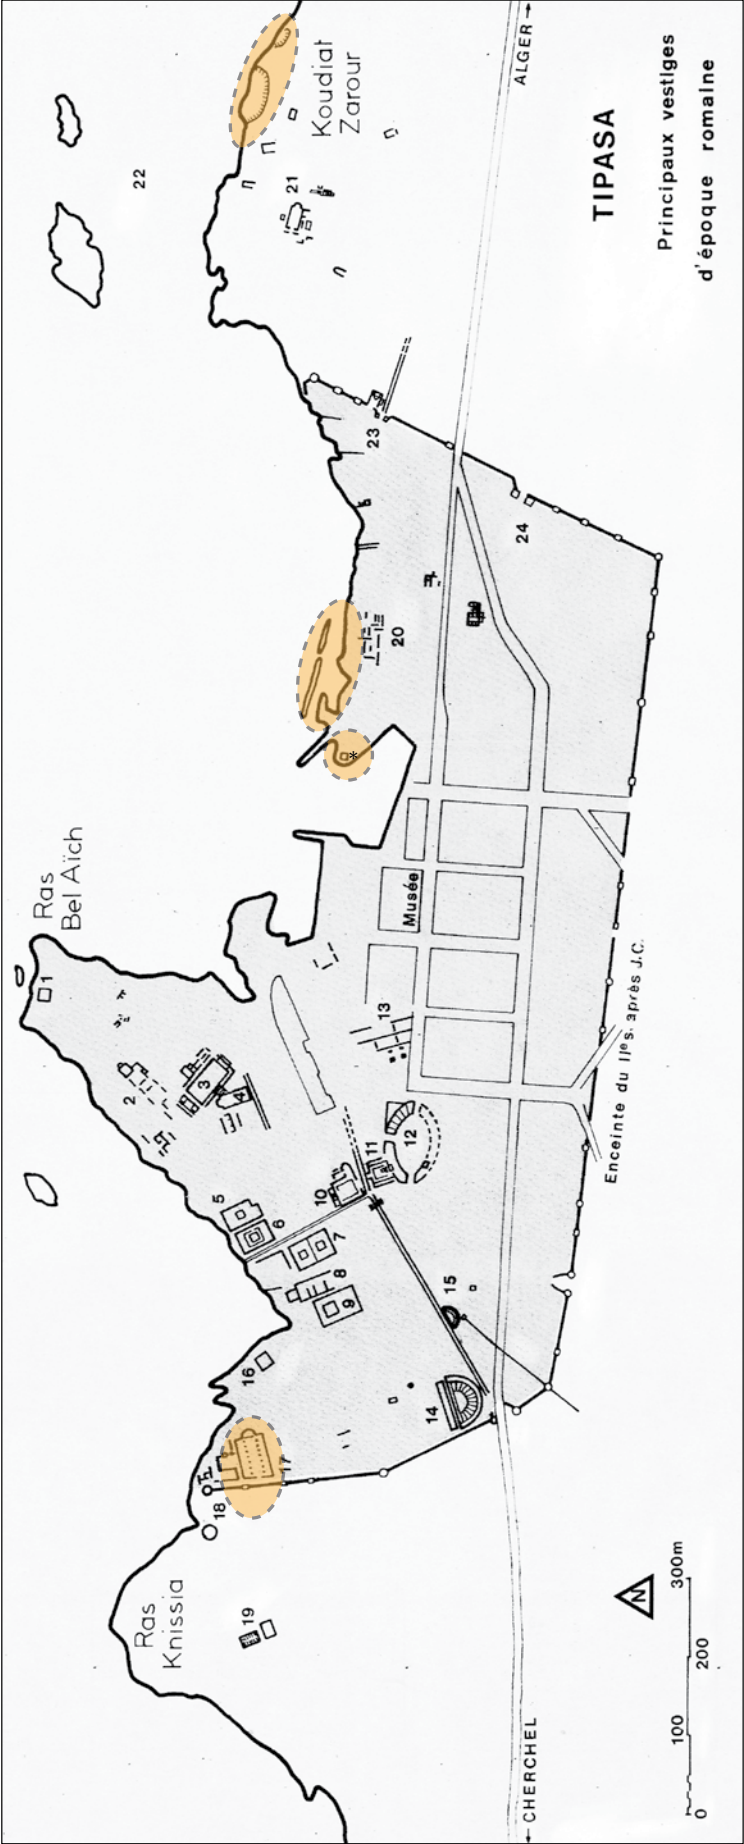 TIPASA
Principaux vestiges
d'époque romaine
ALGER
Koudiat
Zarour
22
21
23
24
20
*
Ras
Bel Aïch
1
Musée
13
2
3
4
12
11
10
5
6
7
8
9
15
14
16
17
18
19
Ras
Knissia
Enceinte du IIe s. après J.C.
N
0 100 200 300m
CHERCHEL